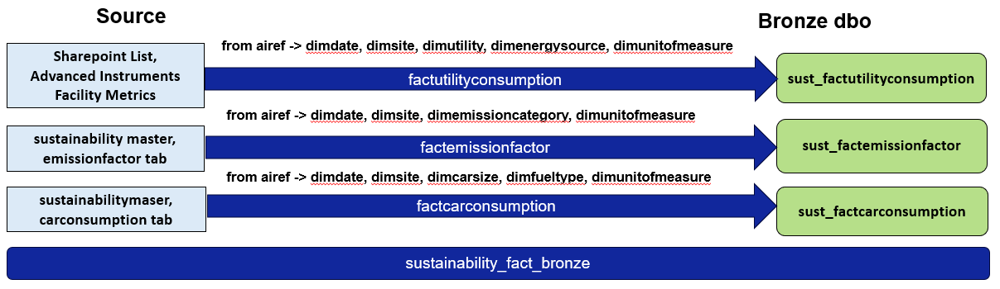 Source
Bronze dbo
Sharepoint List,
Advanced Instruments
Facility Metrics
from airef -> dimdate, dimsite, dimutility, dimenergysource, dimunitofmeasure
factutilityconsumption
sust_factutilityconsumption
sustainability master,
emissionfactor tab
from airef -> dimdate, dimsite, dimemissioncategory, dimunitofmeasure
factemissionfactor
sust_factemissionfactor
sustainabilitymaser,
carconsumption tab
from airef -> dimdate, dimsite, dimcarsize, dimfueltype, dimunitofmeasure
factcarconsumption
sust_factcarconsumption
sustainability_fact_bronze